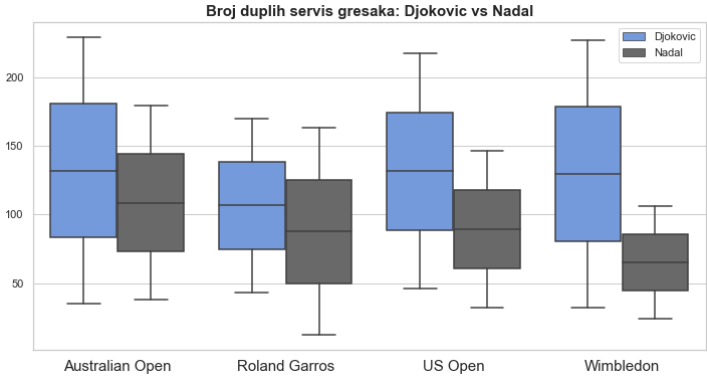 Broj duplih servis gresaka: Djokovic vs Nadal
Djokovic
Nadal
200
150
100
50
Australian Open
Roland Garros
US Open
Wimbledon